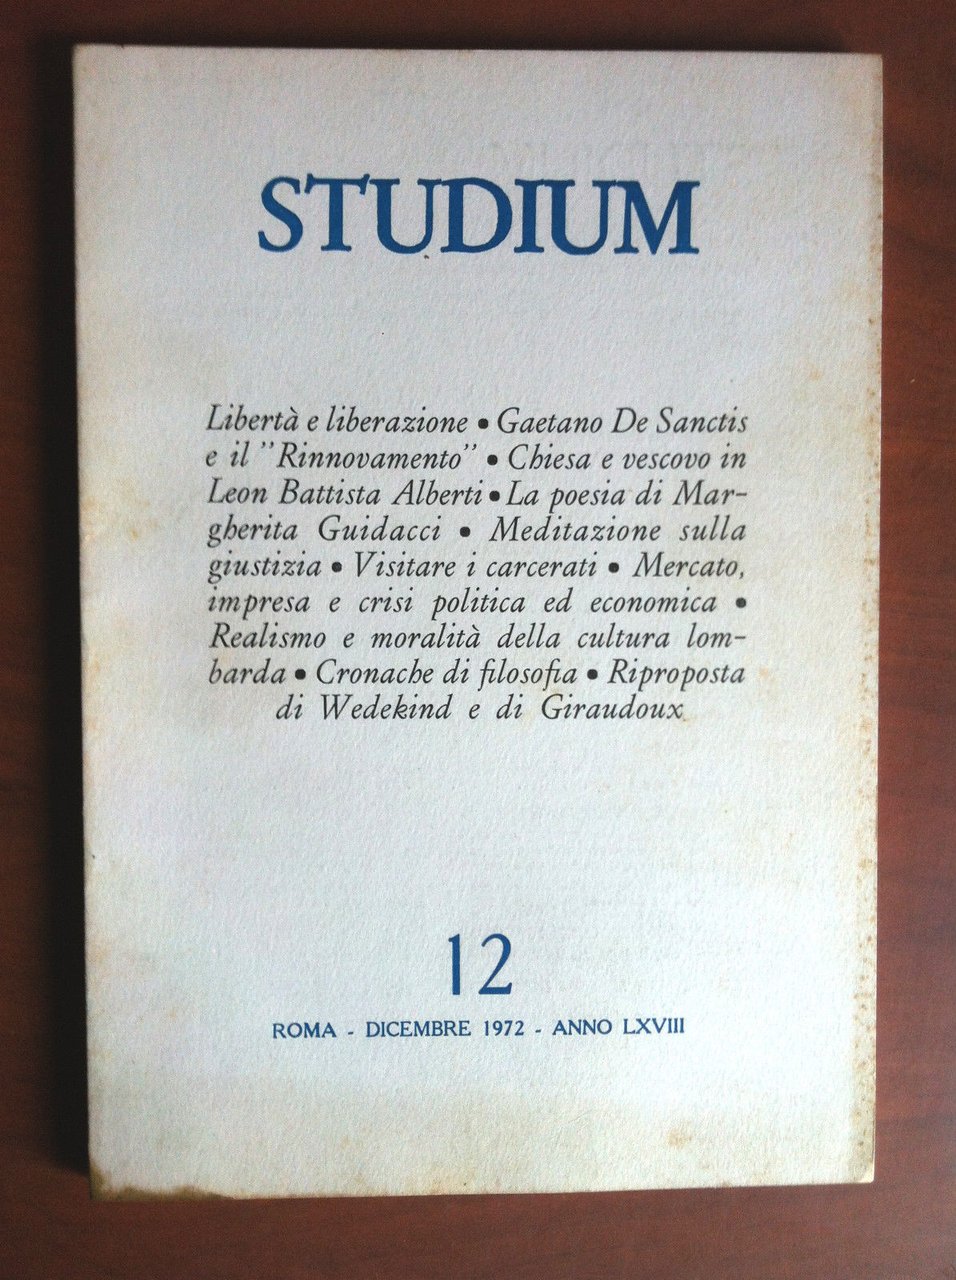 STUDIUM
Libertà e liberazione • Gaetano De Sanctis
e il "Rinnovamento" • Chiesa e vescovo in
Leon Battista Alberti • La poesia di Mar-
gherita Guidacci • Meditazione sulla
giustizia • Visitare i carcerati • Mercato,
impresa e crisi politica ed economica •
Realismo e moralità della cultura lom-
barda • Cronache di filosofia • Riproposta
di Wedekind e di Giraudoux
12
ROMA - DICEMBRE 1972 - ANNO LXVIII